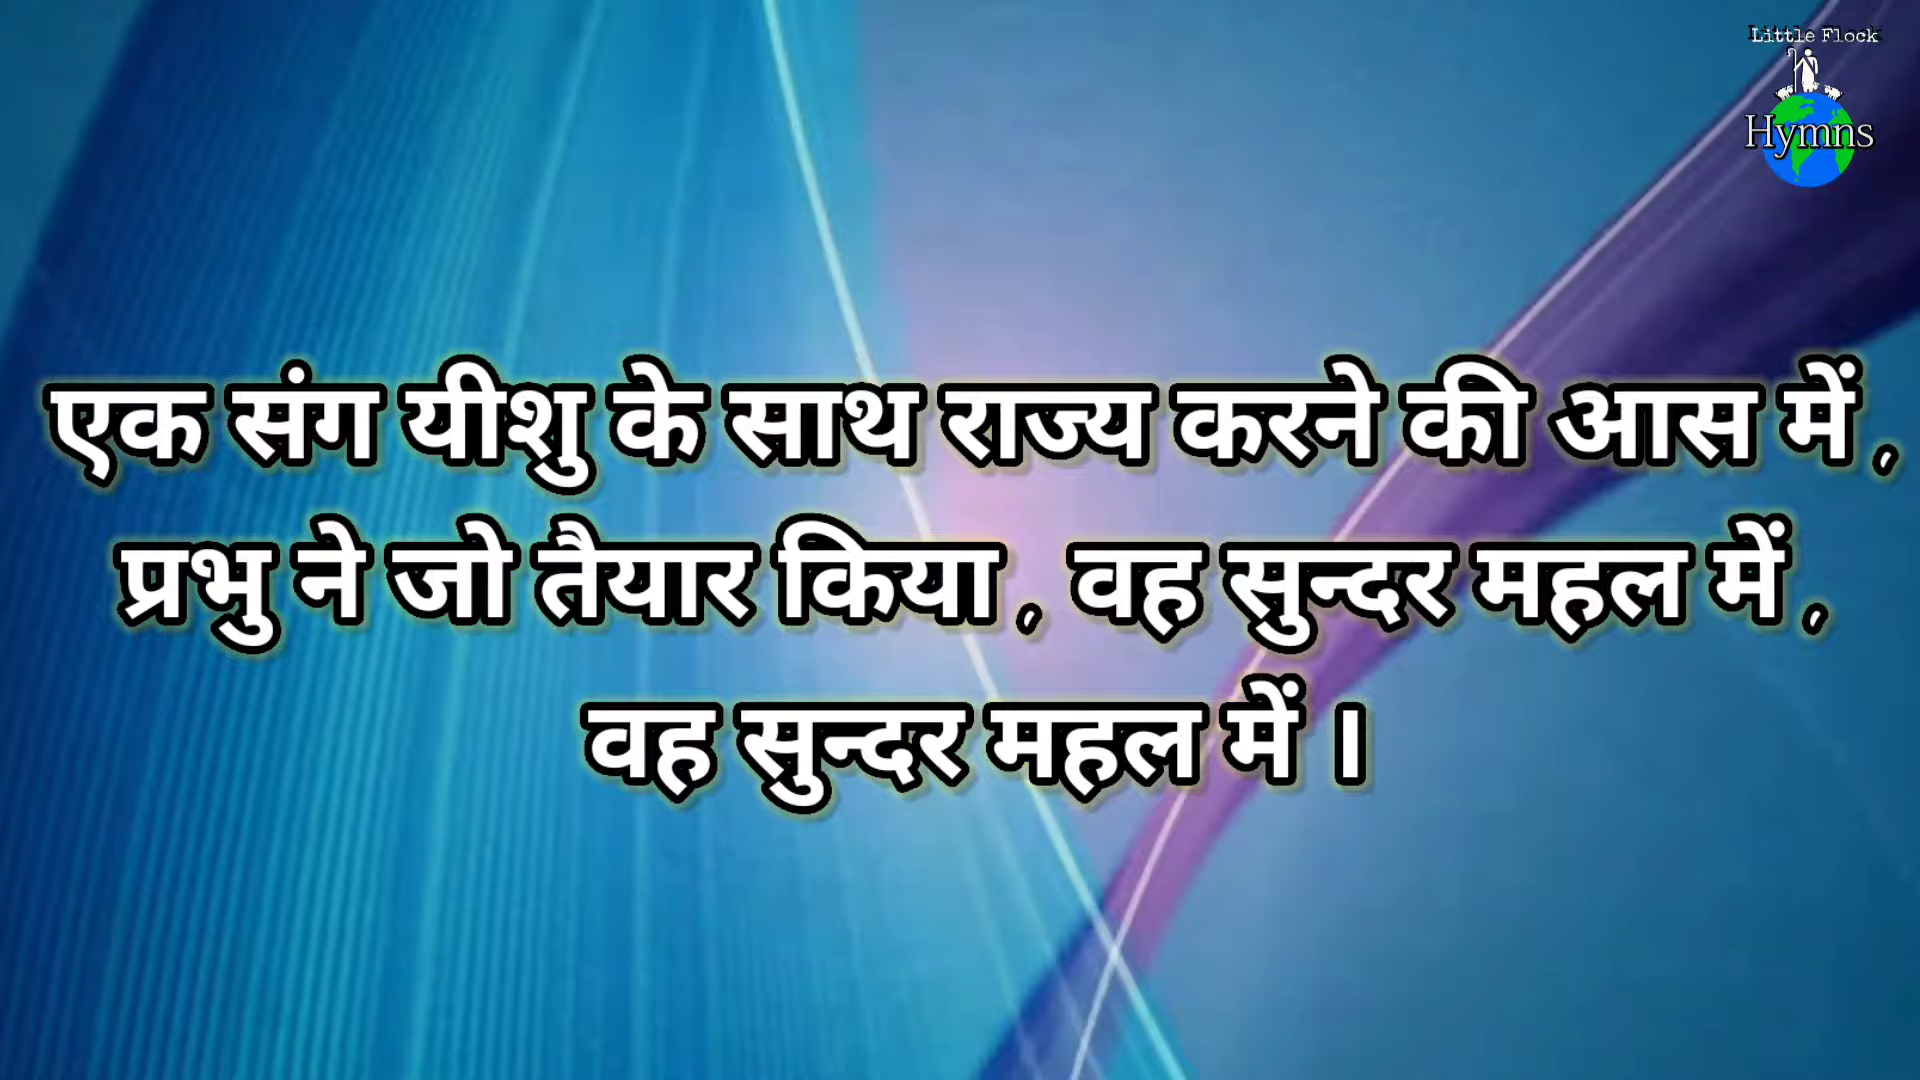 Little Flock
Hymns
एक संग यीशु के साथ राज्य करने की आस में ,
प्रभु ने जो तैयार किया , वह सुन्दर महल में ,
वह सुन्दर महल में ।